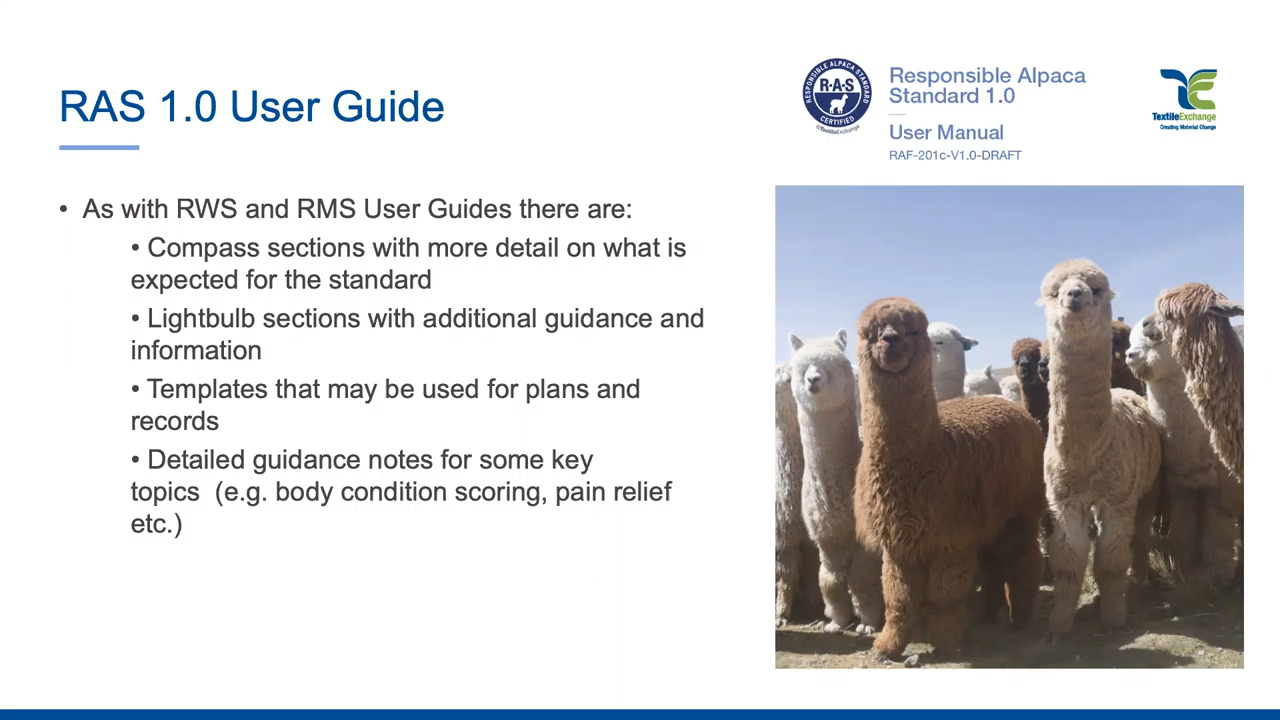 RAS 1.0 User Guide
RESPONSIBLE ALPACA STANDARD
R·A·S
CERTIFIED
©TextileExchange
Responsible Alpaca
Standard 1.0
User Manual
RAF-201c-V1.0-DRAFT
TextileExchange
Creating Material Change
• As with RWS and RMS User Guides there are:
• Compass sections with more detail on what is
expected for the standard
• Lightbulb sections with additional guidance and
information
• Templates that may be used for plans and
records
• Detailed guidance notes for some key
topics  (e.g. body condition scoring, pain relief
etc.)